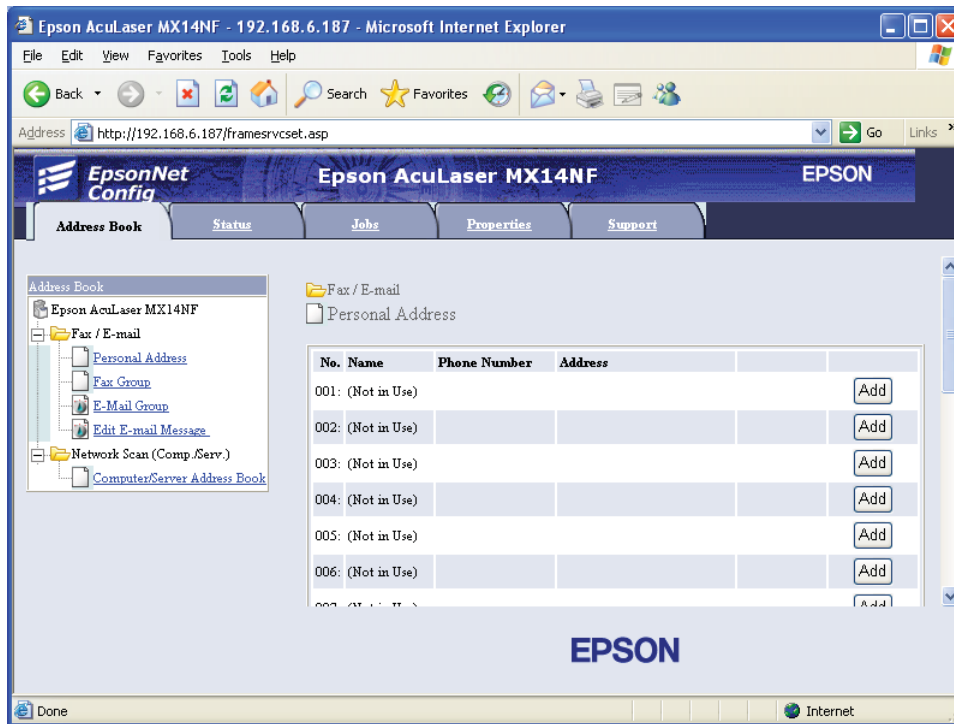 Epson AcuLaser MX14NF - 192.168.6.187 - Microsoft Internet Explorer
File Edit View Favorites Tools Help
Back Search Favorites
Address http://192.168.6.187/framesrvcset.asp Go Links »
EpsonNet Config Epson AcuLaser MX14NF EPSON
Address Book Status Jobs Properties Support
Address Book
Epson AcuLaser MX14NF
Fax / E-mail
Personal Address
Fax Group
E-Mail Group
Edit E-mail Message
Network Scan (Comp./Serv.)
Computer/Server Address Book
Fax / E-mail
Personal Address
No. Name Phone Number Address
001: (Not in Use) Add
002: (Not in Use) Add
003: (Not in Use) Add
004: (Not in Use) Add
005: (Not in Use) Add
006: (Not in Use) Add
EPSON
Done Internet